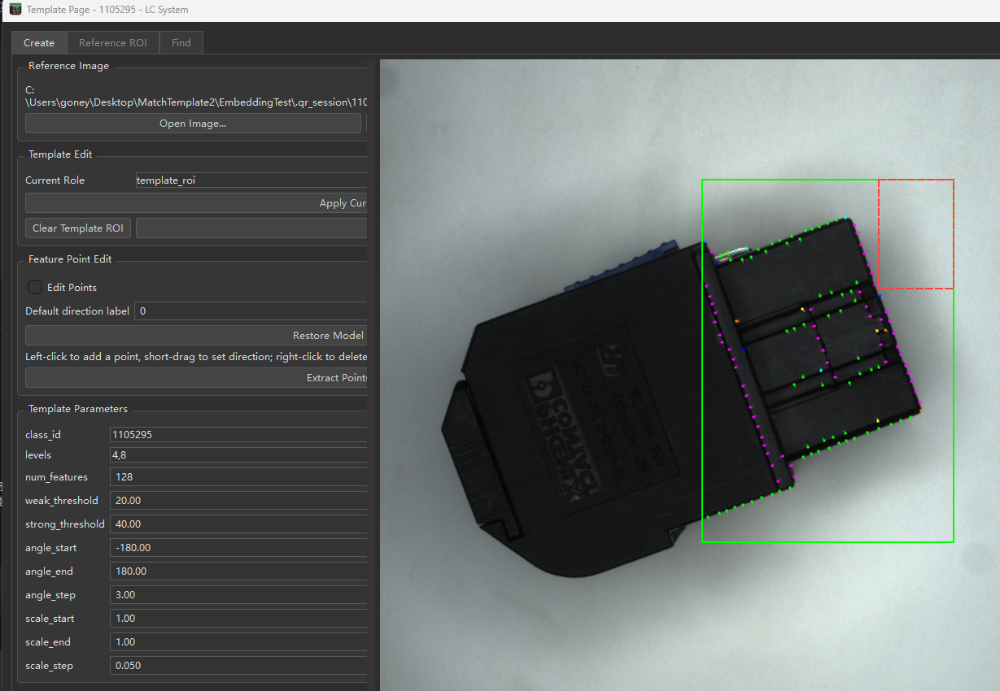 Template Page - 1105295 - LC System
Create Reference ROI Find
Reference Image
C:
\Users\goney\Desktop\MatchTemplate2\EmbeddingTest\.qr_session\110
Open Image...
Template Edit
Current Role template_roi
Apply Cur
Clear Template ROI
Feature Point Edit
Edit Points
Default direction label 0
Restore Model
Left-click to add a point, short-drag to set direction; right-click to delete
Extract Points
Template Parameters
class_id 1105295
levels 4,8
num_features 128
weak_threshold 20.00
strong_threshold 40.00
angle_start -180.00
angle_end 180.00
angle_step 3.00
scale_start 1.00
scale_end 1.00
scale_step 0.050
PHŒNIX
CONTACT